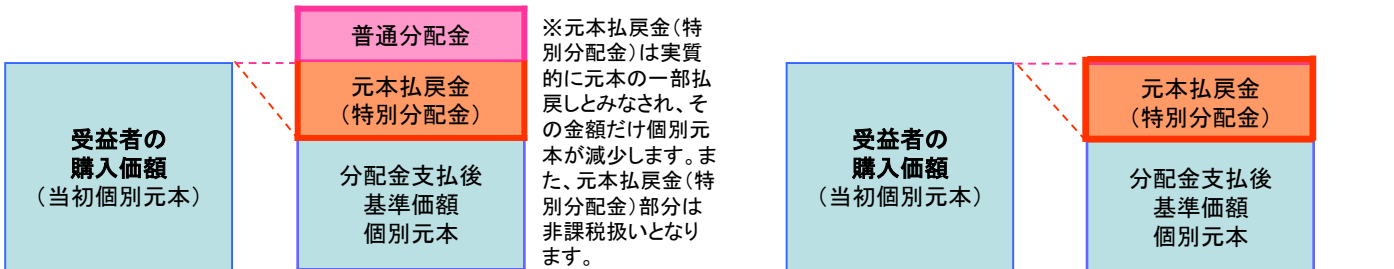 普通分配金
元本払戻金
（特別分配金）
受益者の
購入価額
（当初個別元本）
分配金支払後
基準価額
個別元本
※元本払戻金（特
別分配金）は実質
的に元本の一部払
戻しとみなされ、そ
の金額だけ個別元
本が減少します。ま
た、元本払戻金（特
別分配金）部分は
非課税扱いとなり
ます。
元本払戻金
（特別分配金）
受益者の
購入価額
（当初個別元本）
分配金支払後
基準価額
個別元本